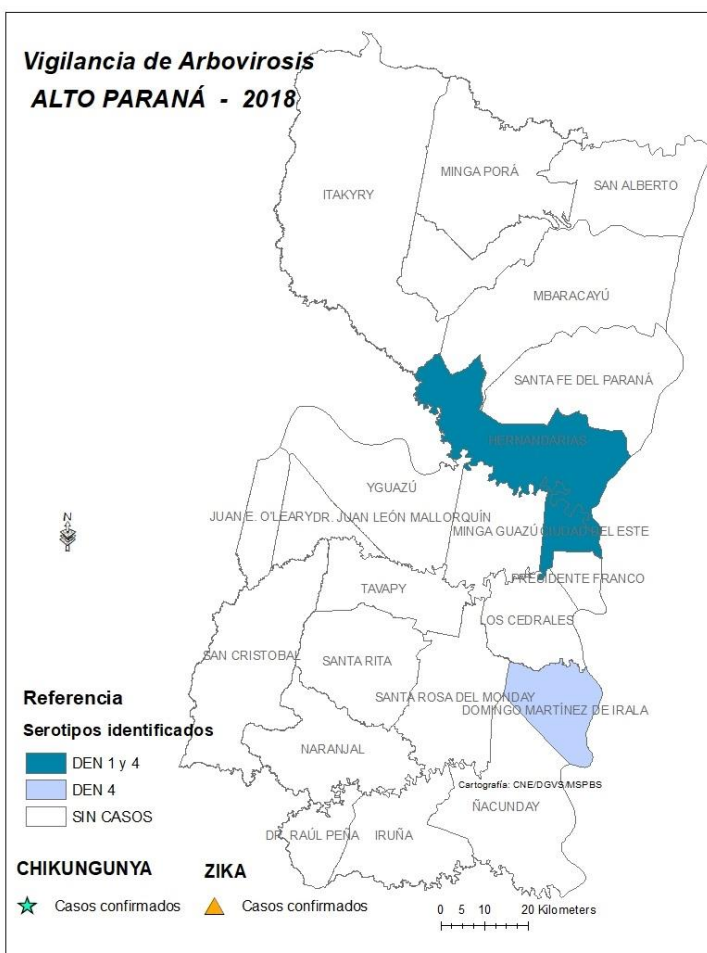 Vigilancia de Arbovirosis
ALTO PARANÁ - 2018
ITAKYRY
MINGA PORÁ
SAN ALBERTO
MBARACAYÚ
SANTA FE DEL PARANÁ
HERNANDARIAS
YGUAZÚ
JUAN E. O'LEARY
DR. JUAN LEÓN MALLORQUÍN
MINGA GUAZÚ
CIUDAD DEL ESTE
N
PRESIDENTE FRANCO
TAVAPY
LOS CEDRALES
SAN CRISTOBAL
SANTA RITA
SANTA ROSA DEL MONDAY
DOMINGO MARTÍNEZ DE IRALA
NARANJAL
Cartografía: CNE/DGVS/MSPBS
ÑACUNDAY
DR. RAÚL PEÑA
IRUÑA
Referencia
Serotipos identificados
DEN 1 y 4
DEN 4
SIN CASOS
CHIKUNGUNYA
Casos confirmados
ZIKA
Casos confirmados
0 5 10 20 Kilometers